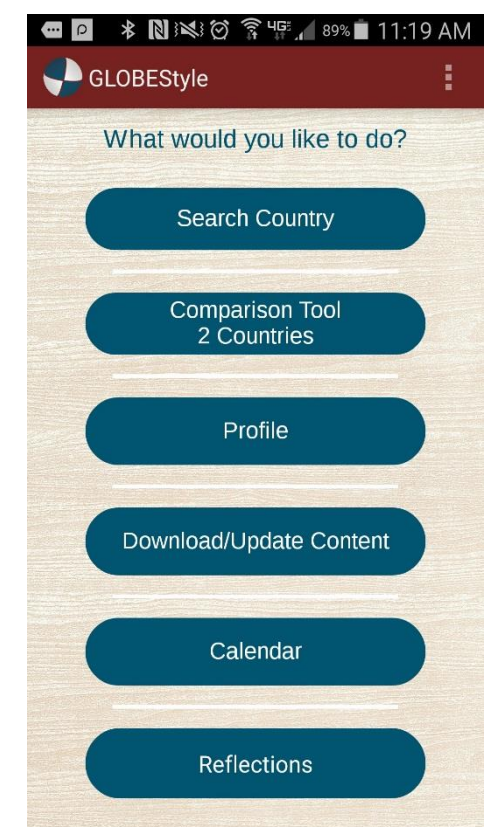 4G 89% 11:19 AM
GLOBEStyle
What would you like to do?
Search Country
Comparison Tool
2 Countries
Profile
Download/Update Content
Calendar
Reflections